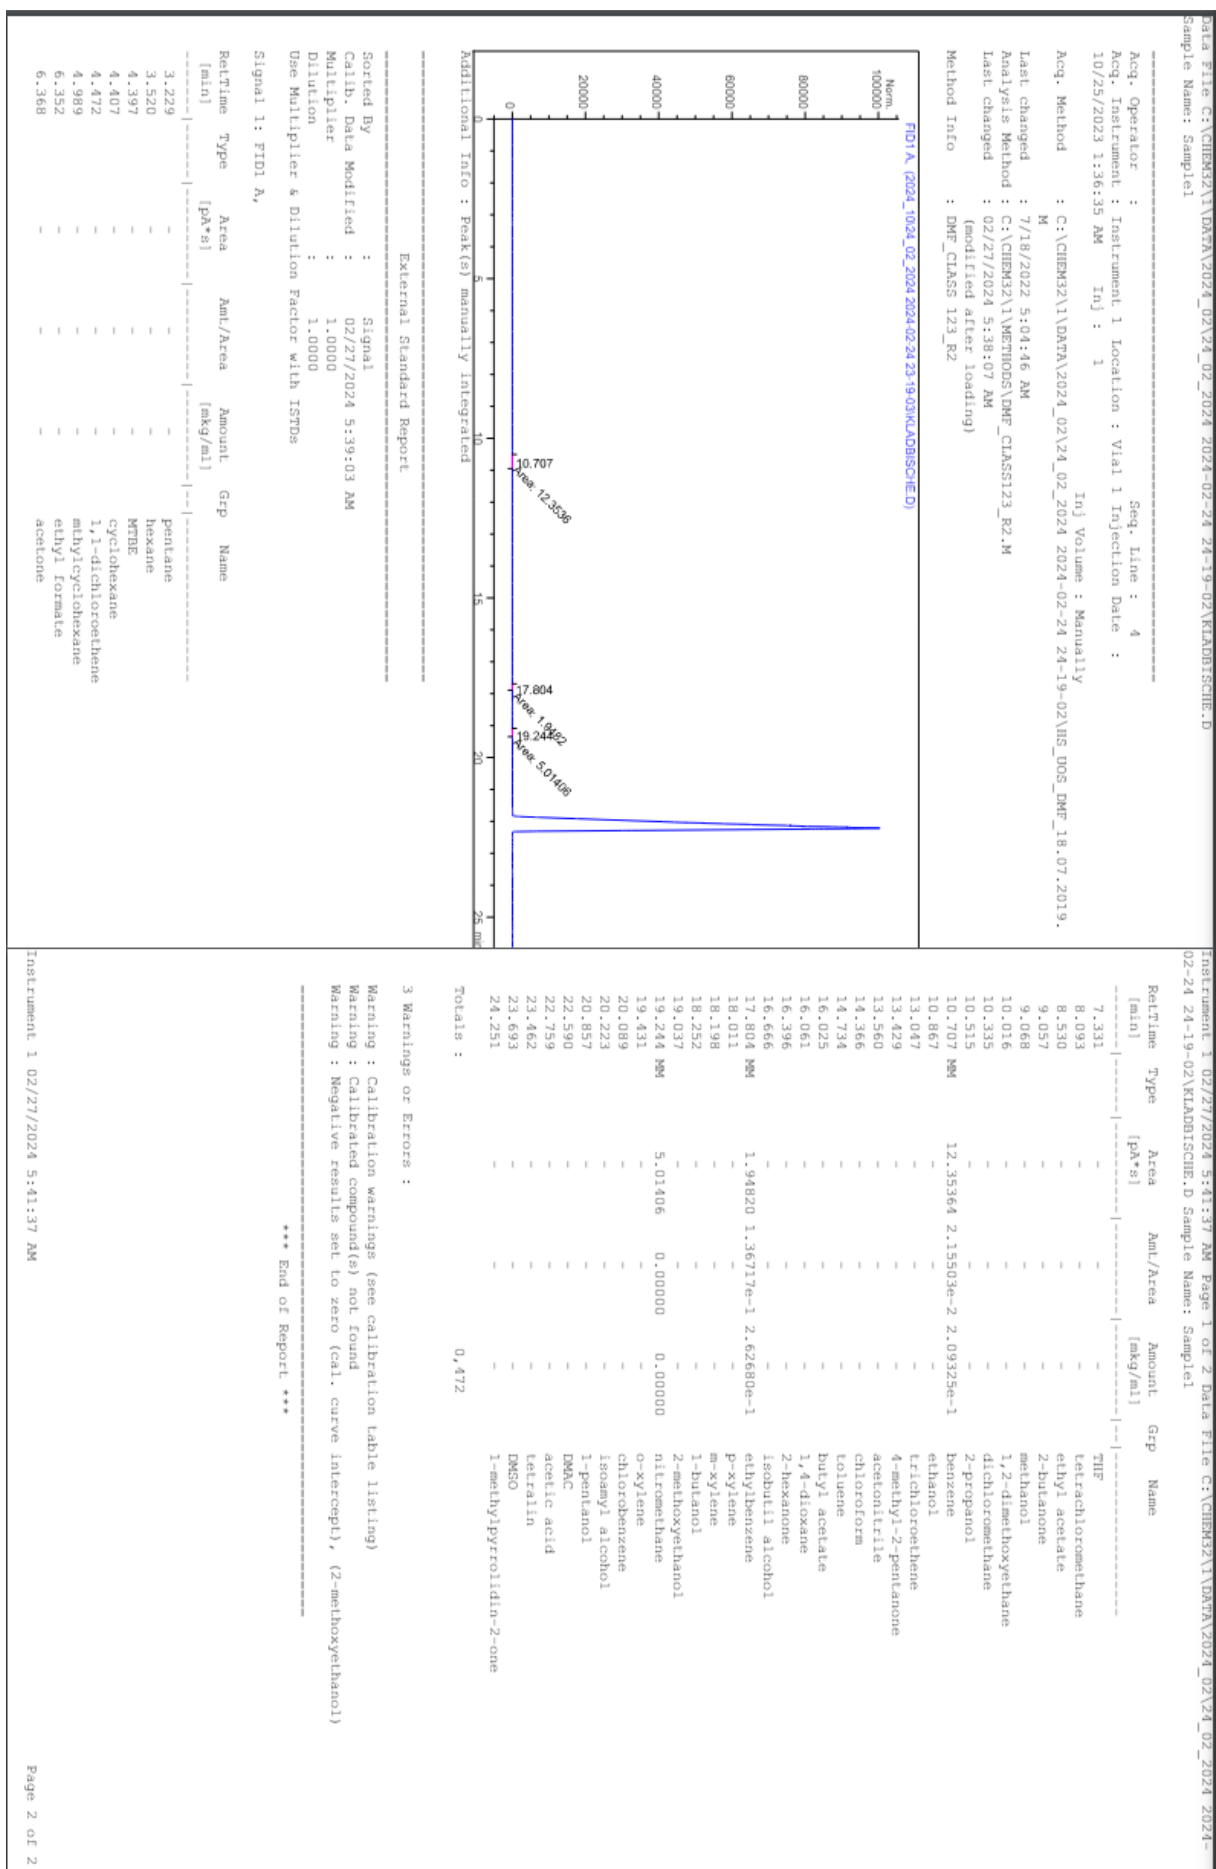 Data File C:\CHEM32\1\DATA\2024_02\24_02_2024 2024-02-24 24-19-02\KLADBISCHE.D
Sample Name: Sample1
Acq. Operator : Seq. Line : 4
Acq. Instrument : Instrument 1 Location : Vial 1 Injection Date :
10/25/2023 1:36:35 AM Inj : 1
Inj Volume : Manually
Acq. Method : C:\CHEM32\1\DATA\2024_02\24_02_2024 2024-02-24 24-19-02\HS_UOS_DMF_18.07.2019.
M
Last changed : 7/18/2022 5:04:46 AM
Analysis Method : C:\CHEM32\1\METHODS\DMF_CLASS123_R2.M
Last changed : 02/27/2024 5:38:07 AM
(modified after loading)
Method Info : DMF_CLASS 123_R2
FID1 A, (2024_10\24_02_2024 2024-02-24 23-19-03\KLADBISCHE.D)
Norm.
1000000
800000
600000
400000
200000
0
10.707
Area: 12.3536
17.804
Area: 1.9482
19.244
Area: 5.01406
0 5 10 15 20 25 min
Additional Info : Peak(s) manually integrated
External Standard Report
Sorted By : Signal
Calib. Data Modified : 02/27/2024 5:39:03 AM
Multiplier : 1.0000
Dilution : 1.0000
Use Multiplier & Dilution Factor with ISTDs
Signal 1: FID1 A,
Ret.Time Type Area Amt/Area Amount Grp Name
[min] [pA*s] [mkg/ml]
3.229 - - - pentane
3.520 - - - hexane
4.397 - - - MTBE
4.407 - - - cyclohexane
4.472 - - - 1,1-dichloroethene
4.989 - - - mthylcyclohexane
6.352 - - - ethyl formate
6.368 - - - acetone
Instrument 1 02/27/2024 5:41:37 AM Page 1 of 2 Data File C:\CHEM32\1\DATA\2024_02\24_02_2024 2024-
02-24 24-19-02\KLADBISCHE.D Sample Name: Sample1
Ret.Time Type Area Amt/Area Amount Grp Name
[min] [pA*s] [mkg/ml]
7.331 - - - THF
8.093 - - - tetrachloromethane
8.530 - - - ethyl acetate
9.057 - - - 2-butanone
9.068 - - - methanol
10.016 - - - 1,2-dimethoxyethane
10.335 - - - dichloromethane
10.515 - - - 2-propanol
10.707 MM 12.35364 2.15503e-2 2.09325e-1 benzene
10.867 - - - ethanol
13.047 - - - trichloroethene
13.429 - - - 4-methyl-2-pentanone
13.560 - - - acetonitrile
14.366 - - - chloroform
14.734 - - - toluene
16.025 - - - butyl acetate
16.061 - - - 1,4-dioxane
16.396 - - - 2-hexanone
16.666 - - - isobutil alcohol
17.804 MM 1.94820 1.36717e-1 2.62680e-1 ethylbenzene
18.011 - - - p-xylene
18.198 - - - m-xylene
18.252 - - - 1-butanol
19.037 - - - 2-methoxyethanol
19.244 MM 5.01406 0.00000 0.00000 nitromethane
19.431 - - - o-xylene
20.089 - - - chlorobenzene
20.223 - - - isoamyl alcohol
20.857 - - - 1-pentanol
22.590 - - - DMAC
22.759 - - - acetic acid
23.462 - - - tetralin
23.693 - - - DMSO
24.251 - - - 1-methylpyrrolidin-2-one
Totals : 0,472
3 Warnings or Errors :
Warning : Calibration warnings (see calibration table listing)
Warning : Calibrated compound(s) not found
Warning : Negative results set to zero (cal. curve intercept), (2-methoxyethanol)
*** End of Report ***
Instrument 1 02/27/2024 5:41:37 AM Page 2 of 2